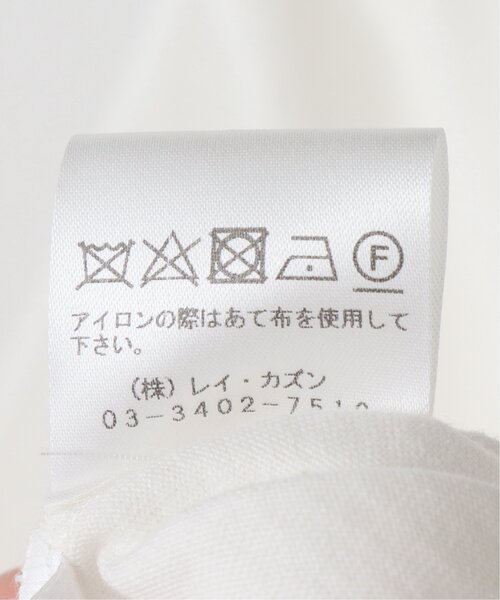 F
アイロンの際はあて布を使用して
下さい。
(株)レイ・カズン